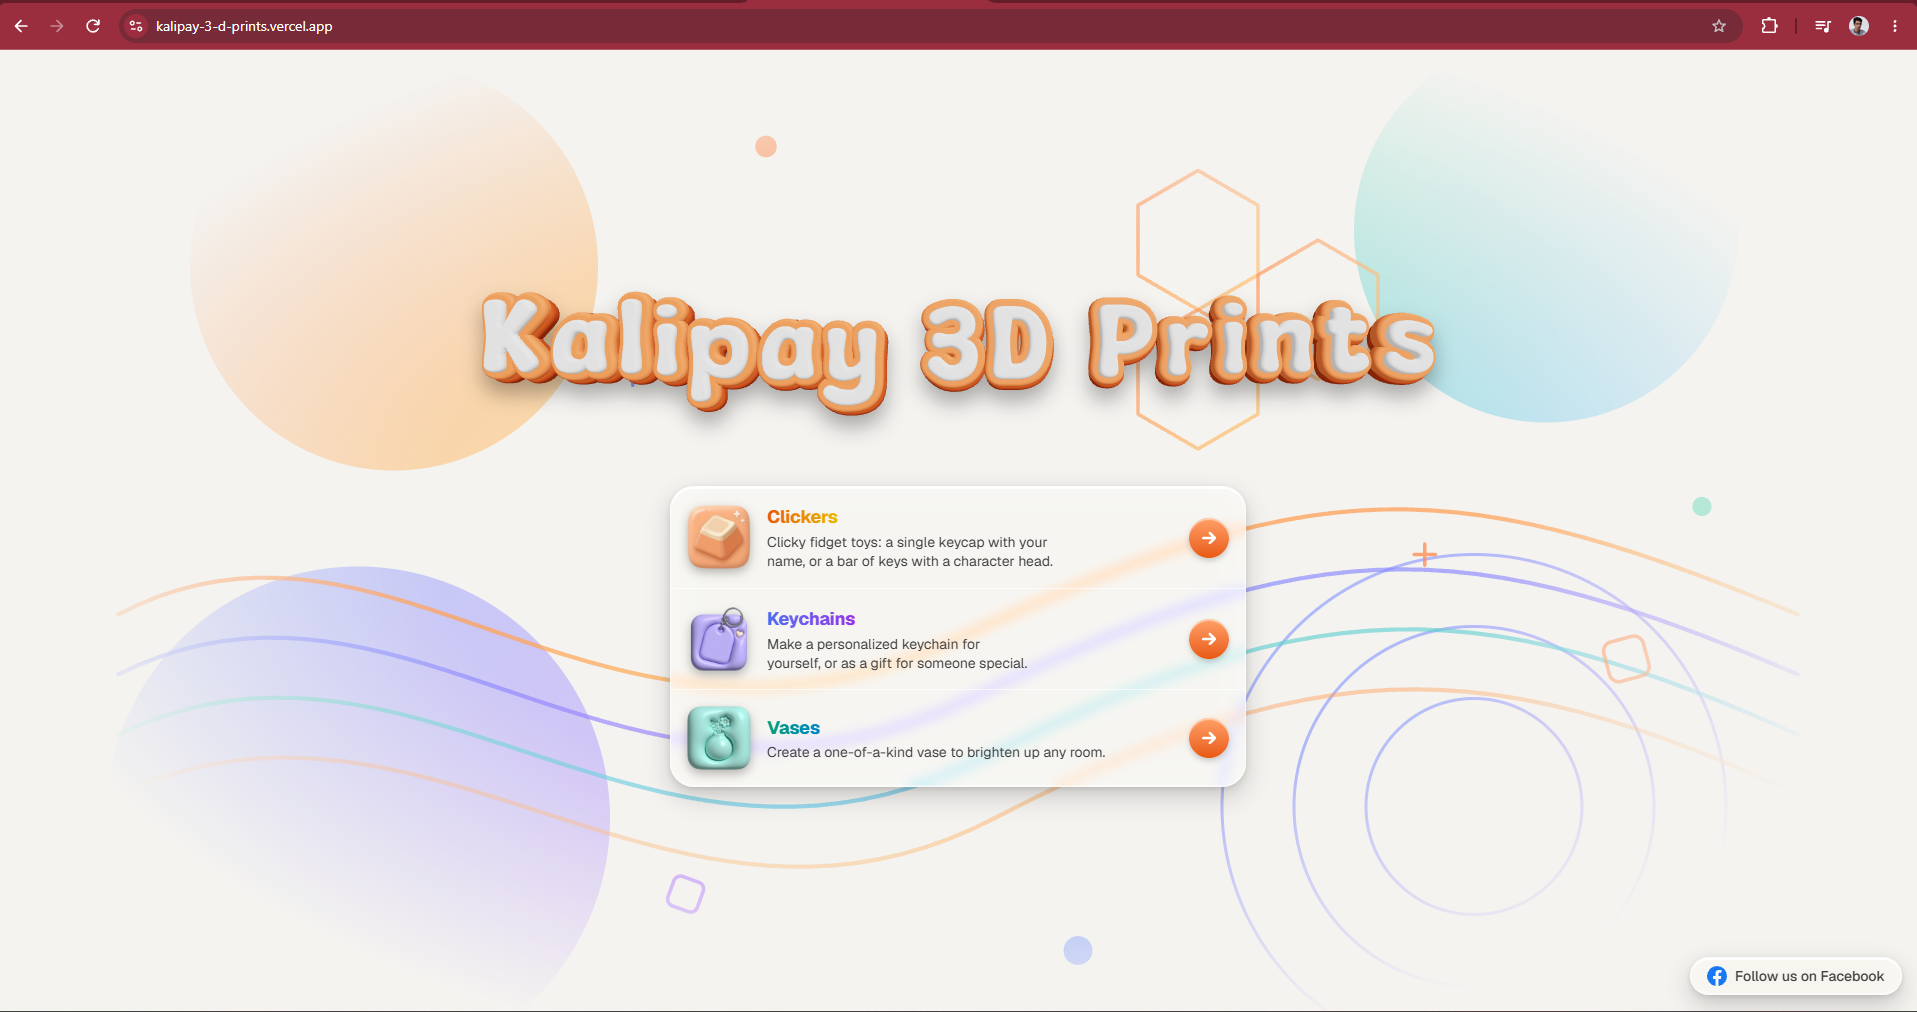 kalipay-3-d-prints.vercel.app
Kalipay 3D Prints
Clickers
Clicky fidget toys: a single keycap with your
name, or a bar of keys with a character head.
Keychains
Make a personalized keychain for
yourself, or as a gift for someone special.
Vases
Create a one-of-a-kind vase to brighten up any room.
Follow us on Facebook